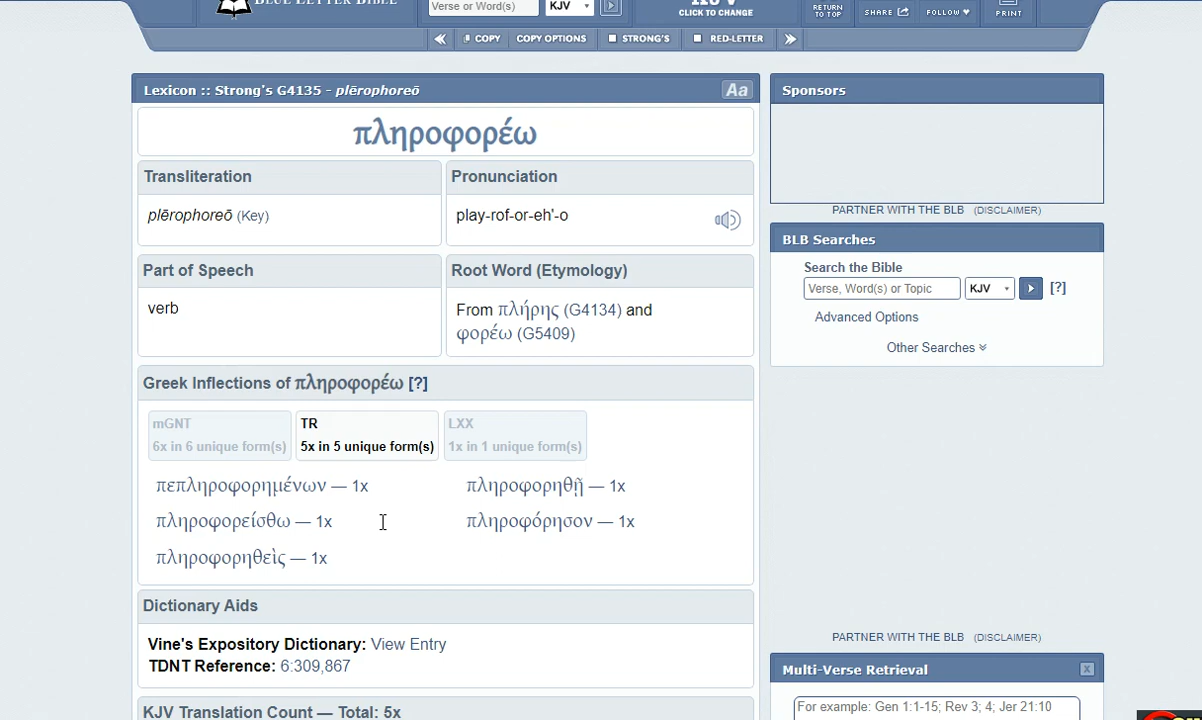 BLUE LETTER BIBLE
Verse or Word(s) KJV
CLICK TO CHANGE
RETURN TO TOP SHARE FOLLOW PRINT
COPY COPY OPTIONS STRONG'S RED-LETTER
Lexicon :: Strong's G4135 - plērophoreō Aa
πληροφορέω
Transliteration
plērophoreō (Key)
Pronunciation
play-rof-or-eh'-o
Part of Speech
verb
Root Word (Etymology)
From πλήρης (G4134) and
φορέω (G5409)
Greek Inflections of πληροφορέω [?]
mGNT
6x in 6 unique form(s)
TR
5x in 5 unique form(s)
LXX
1x in 1 unique form(s)
πεπληροφορημένων — 1x
πληροφορείσθω — 1x
πληροφορηθεὶς — 1x
πληροφορηθῇ — 1x
πληροφόρησον — 1x
Dictionary Aids
Vine's Expository Dictionary: View Entry
TDNT Reference: 6:309,867
KJV Translation Count — Total: 5x
Sponsors
PARTNER WITH THE BLB (DISCLAIMER)
BLB Searches
Search the Bible
Verse, Word(s) or Topic KJV [?]
Advanced Options
Other Searches
PARTNER WITH THE BLB (DISCLAIMER)
Multi-Verse Retrieval x
For example: Gen 1:1-15; Rev 3; 4; Jer 21:10